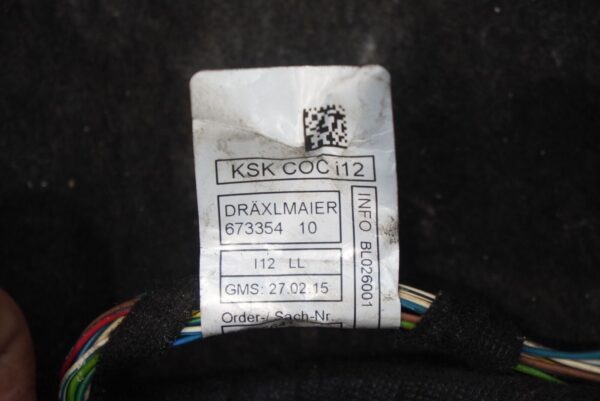 KSK COC i12
DRÄXLMAIER
673354 10
I12 LL
GMS: 27.02.15
INFO BL026001
Order-/ Sach-Nr.